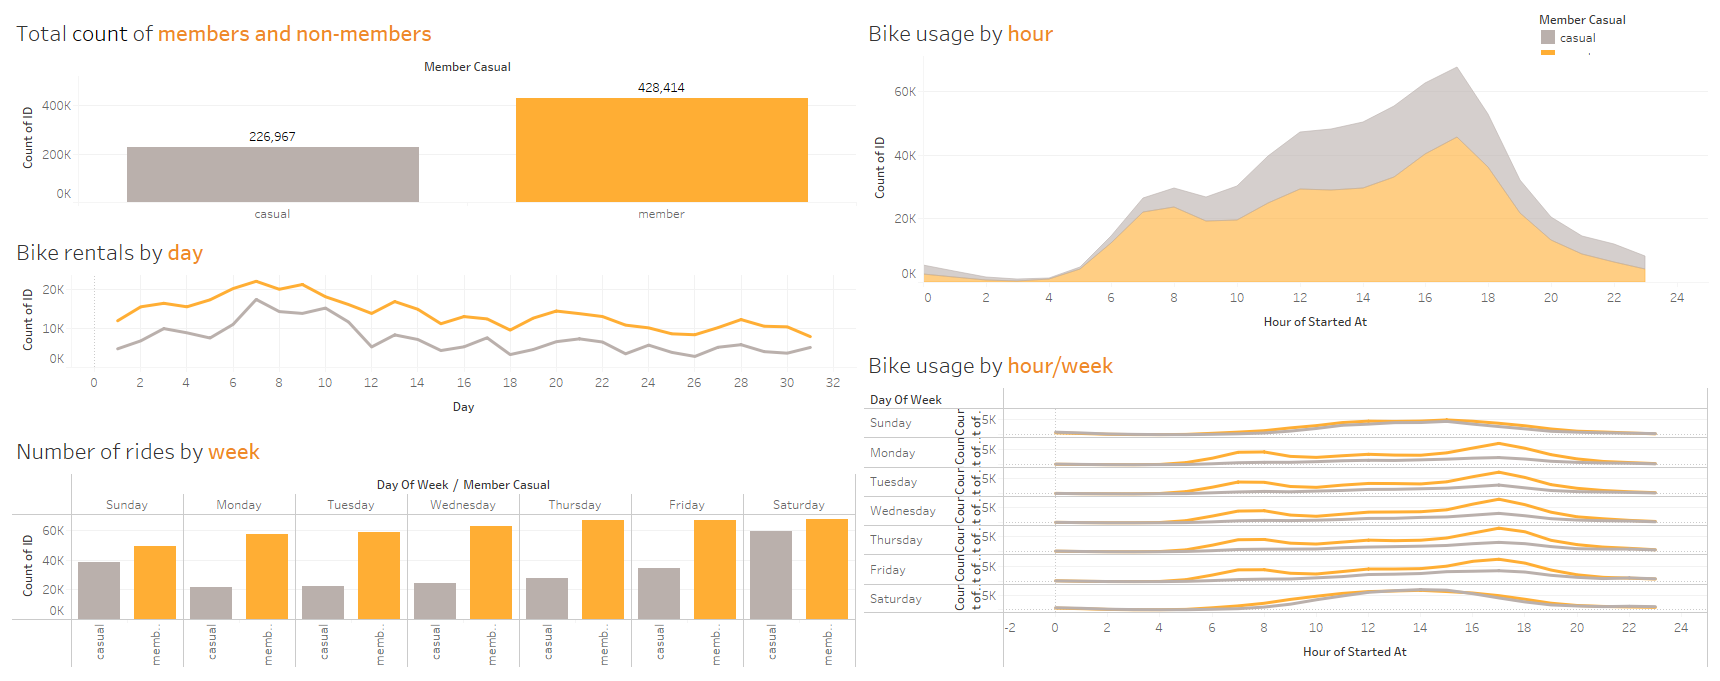 Total count of members and non-members
Member Casual
428,414
226,967
400K
200K
0K
Count of ID
casual
member
Bike rentals by day
20K
10K
0K
Count of ID
0 2 4 6 8 10 12 14 16 18 20 22 24 26 28 30 32
Day
Number of rides by week
Day Of Week / Member Casual
Sunday Monday Tuesday Wednesday Thursday Friday Saturday
60K
40K
20K
0K
Count of ID
casual memb.. casual memb.. casual memb.. casual memb.. casual memb.. casual memb.. casual memb..
Bike usage by hour
Member Casual
casual
60K
40K
20K
0K
Count of ID
0 2 4 6 8 10 12 14 16 18 20 22 24
Hour of Started At
Bike usage by hour/week
Day Of Week
Sunday 5K
Monday 5K
Tuesday 5K
Wednesday 5K
Thursday 5K
Friday 5K
Saturday 5K
-2 0 2 4 6 8 10 12 14 16 18 20 22 24
Hour of Started At